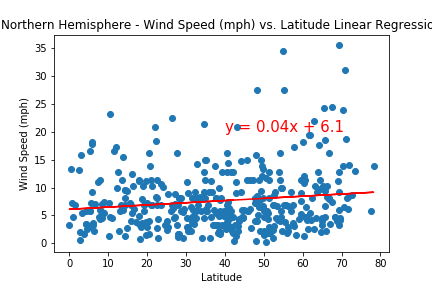 Northern Hemisphere - Wind Speed (mph) vs. Latitude Linear Regressio
35
30
25
20
15
10
5
0
Wind Speed (mph)
y = 0.04x + 6.1
0 10 20 30 40 50 60 70 80
Latitude